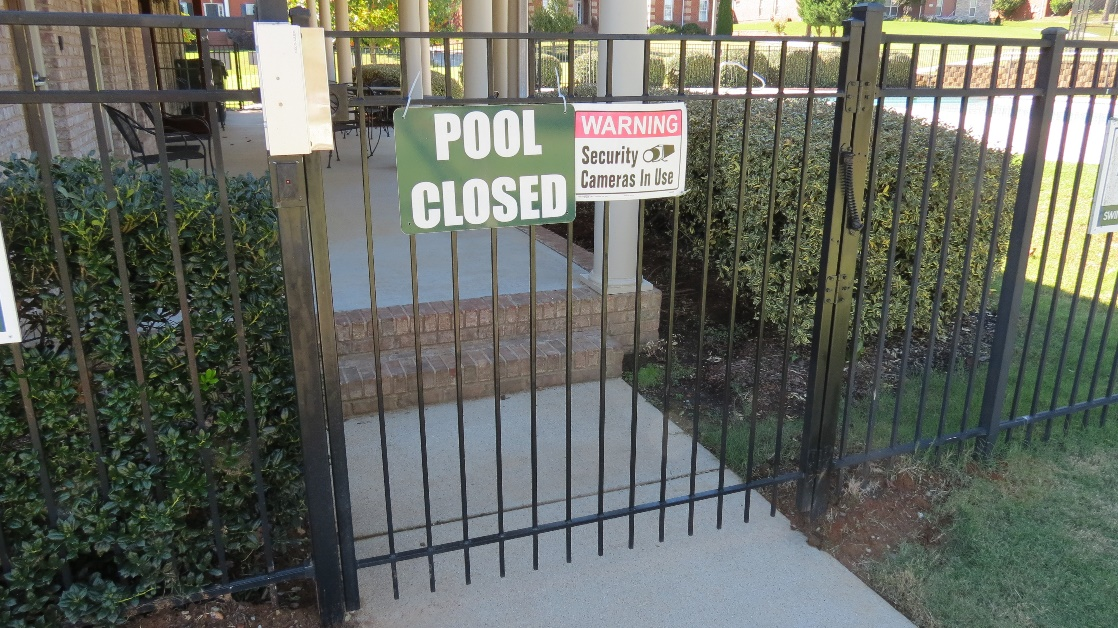 POOL
CLOSED
WARNING
Security
Cameras In Use